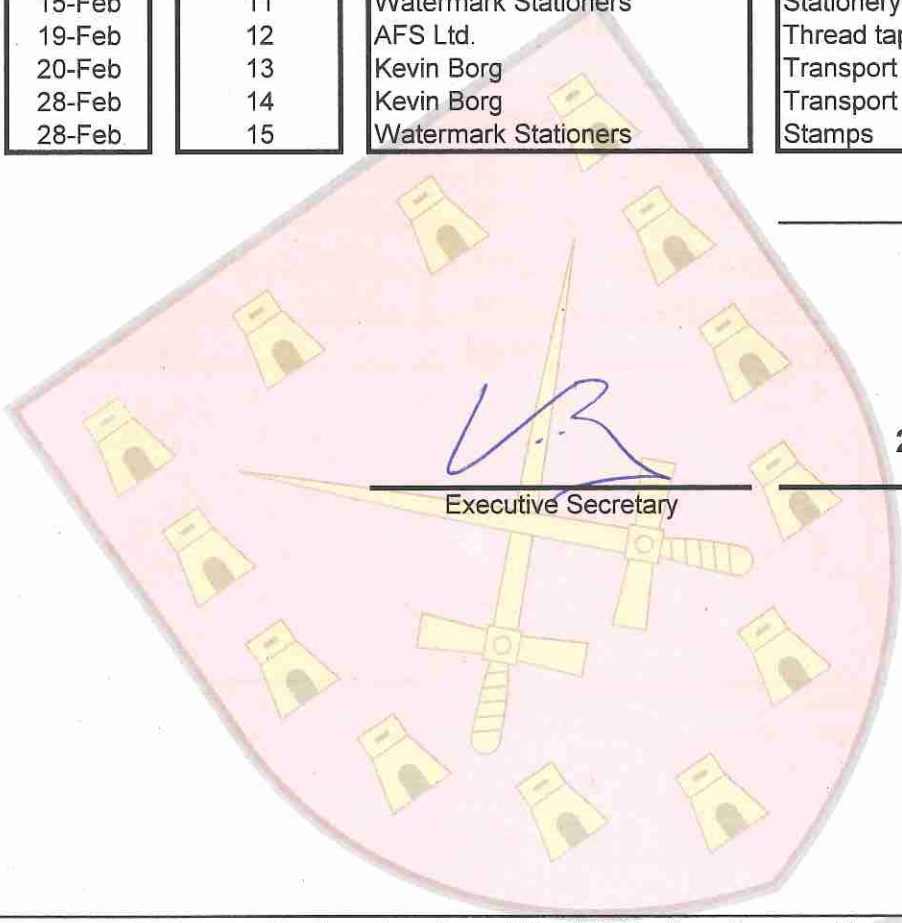 15-Feb 11 Watermark Stationers Stationery
19-Feb 12 AFS Ltd. Thread
20-Feb 13 Kevin Borg Transport
28-Feb 14 Kevin Borg Transport
28-Feb 15 Watermark Stationers Stamps
Executive Secretary